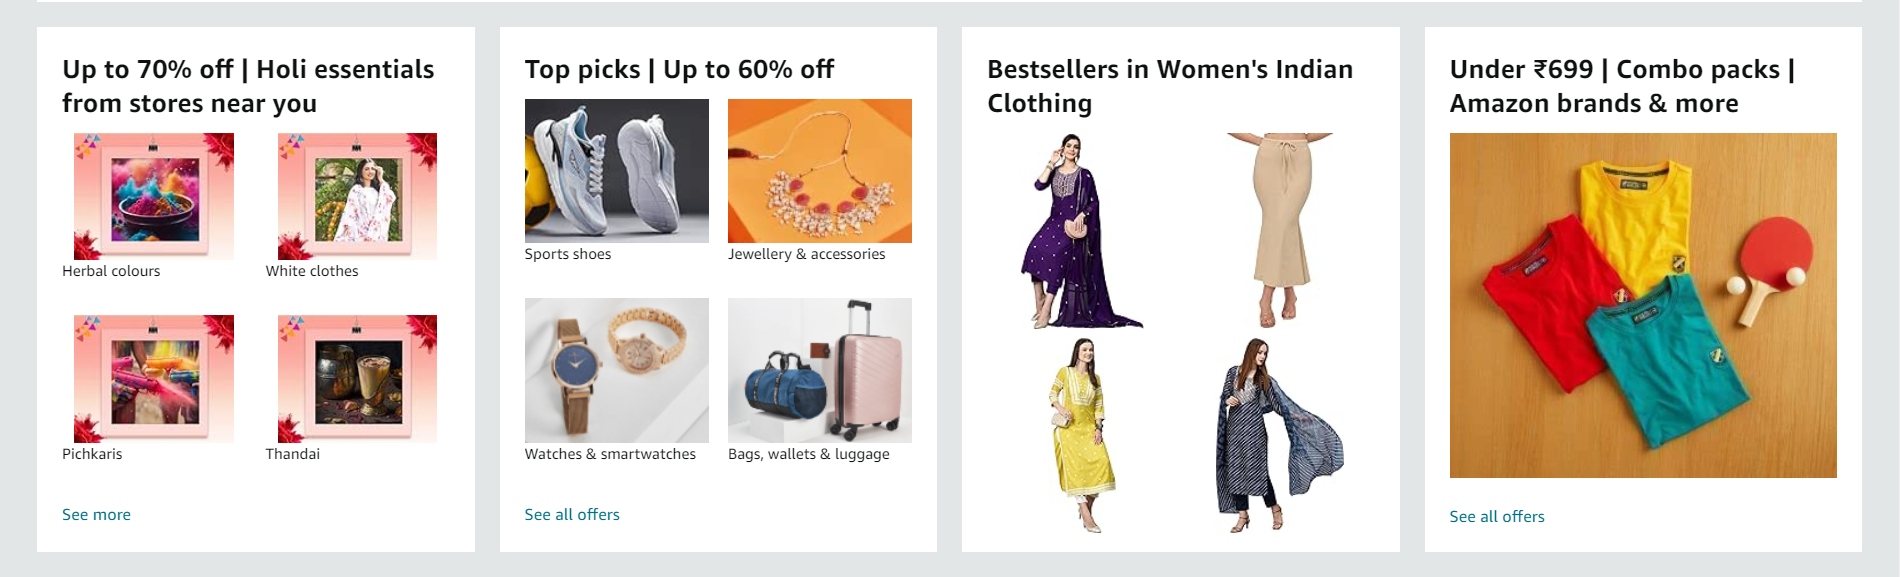 Up to 70% off | Holi essentials
from stores near you
Herbal colours
White clothes
Pichkaris
Thandai
See more
Top picks | Up to 60% off
Sports shoes
Jewellery & accessories
Watches & smartwatches
Bags, wallets & luggage
See all offers
Bestsellers in Women's Indian
Clothing
Under ₹699 | Combo packs |
Amazon brands & more
See all offers